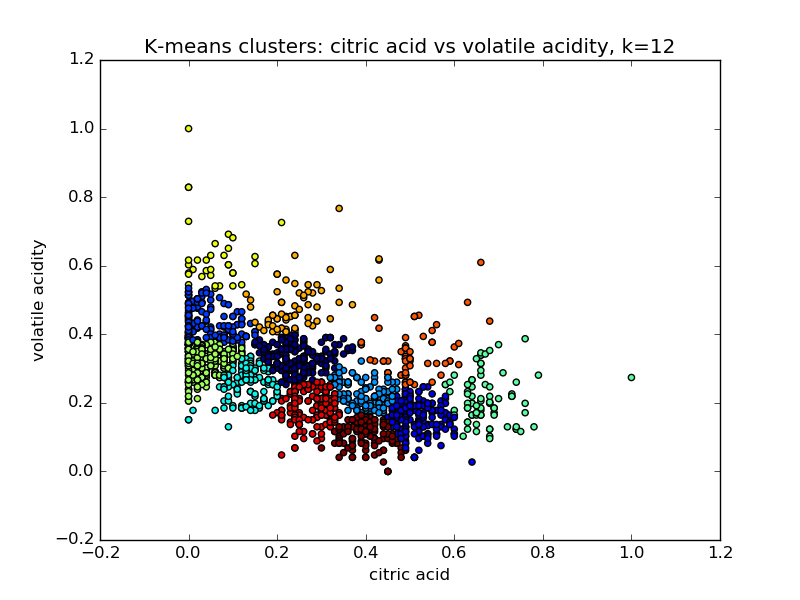 K-means clusters: citric acid vs volatile acidity, k=12
1.2
1.0
0.8
0.6
0.4
0.2
0.0
−0.2
volatile acidity
−0.2 0.0 0.2 0.4 0.6 0.8 1.0 1.2
citric acid